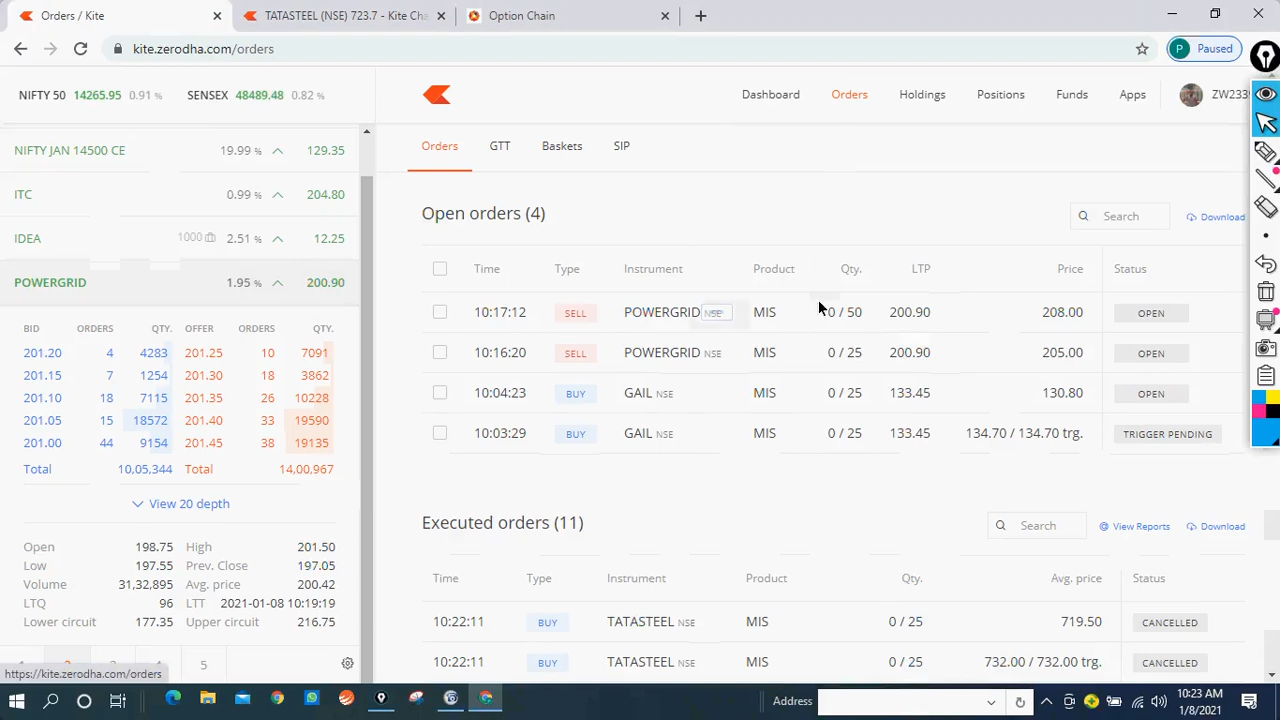 Orders / Kite
TATASTEEL (NSE) 723.7 - Kite Cha
Option Chain
kite.zerodha.com/orders
P Paused
NIFTY 50 14265.95 0.91 % SENSEX 48489.48 0.82 %
Dashboard Orders Holdings Positions Funds Apps ZW2339
NIFTY JAN 14500 CE 19.99 % 129.35
ITC 0.99 % 204.80
IDEA 1000 2.51 % 12.25
POWERGRID 1.95 % 200.90
BID ORDERS QTY. OFFER ORDERS QTY.
201.20 4 4283 201.25 10 7091
201.15 7 1254 201.30 18 3862
201.10 18 7115 201.35 26 10228
201.05 15 18572 201.40 33 19590
201.00 44 9154 201.45 38 19135
Total 10,05,344 Total 14,00,967
View 20 depth
Open 198.75 High 201.50
Low 197.55 Prev. Close 197.05
Volume 31,32,895 Avg. price 200.42
LTQ 96 LTT 2021-01-08 10:19:19
Lower circuit 177.35 Upper circuit 216.75
5
https://kite.zerodha.com/orders
Orders GTT Baskets SIP
Open orders (4)
Search Download
Time Type Instrument Product Qty. LTP Price Status
10:17:12 SELL POWERGRID NSE MIS 0 / 50 200.90 208.00 OPEN
10:16:20 SELL POWERGRID NSE MIS 0 / 25 200.90 205.00 OPEN
10:04:23 BUY GAIL NSE MIS 0 / 25 133.45 130.80 OPEN
10:03:29 BUY GAIL NSE MIS 0 / 25 133.45 134.70 / 134.70 trg. TRIGGER PENDING
Executed orders (11)
Search View Reports Download
Time Type Instrument Product Qty. Avg. price Status
10:22:11 BUY TATASTEEL NSE MIS 0 / 25 719.50 CANCELLED
10:22:11 BUY TATASTEEL NSE MIS 0 / 25 732.00 / 732.00 trg. CANCELLED
Address
10:23 AM
1/8/2021